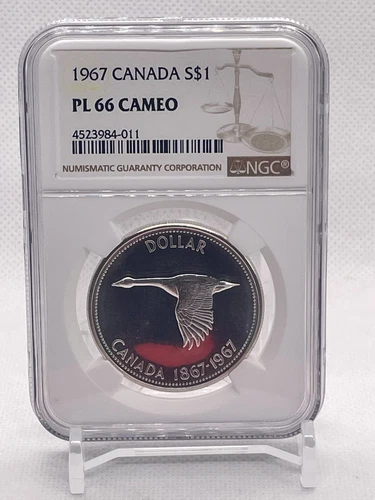 1967 CANADA S$1
PL 66 CAMEO
4523984-011
NUMISMATIC GUARANTY CORPORATION
NGC®
DOLLAR
CANADA 1867-1967